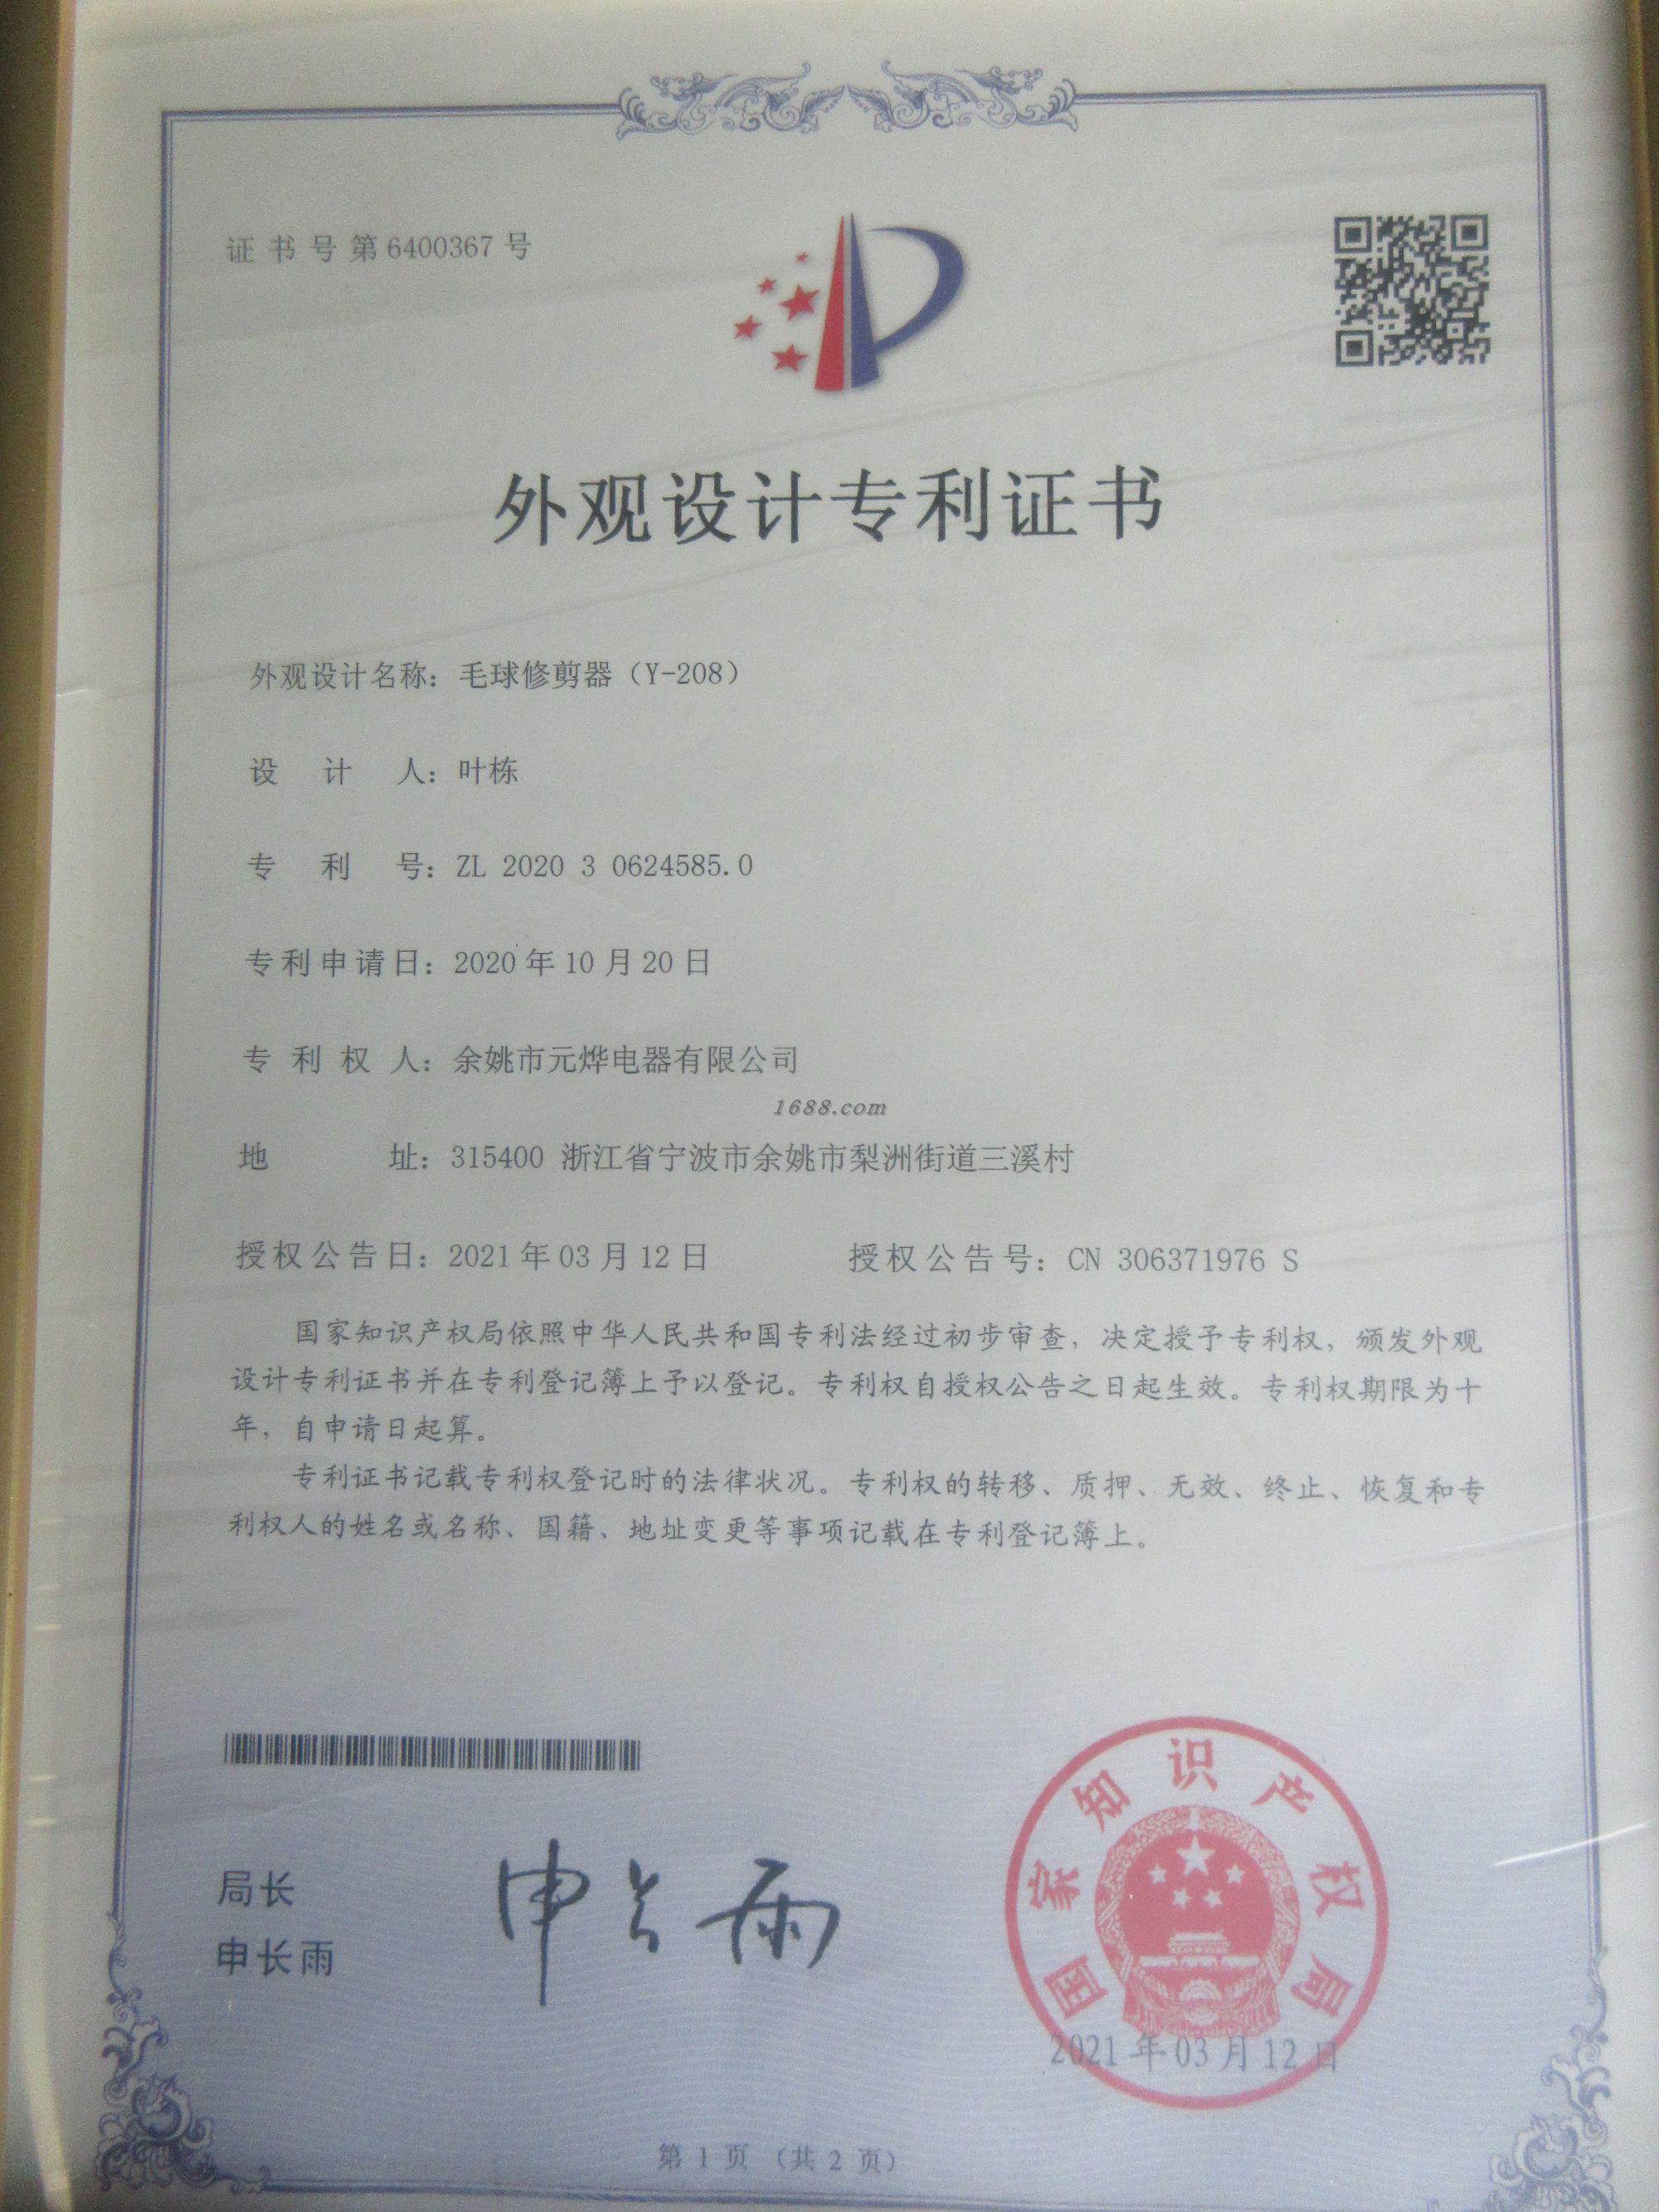 证书号第6400367号
外观设计专利证书
外观设计名称：毛球修剪器（Y-208）
设计人：叶栋
专利号：ZL 2020 3 0624585.0
专利申请日：2020年10月20日
专利权人：余姚市元烨电器有限公司
1688.com
地址：315400 浙江省宁波市余姚市梨洲街道三溪村
授权公告日：2021年03月12日 授权公告号：CN 306371976 S
国家知识产权局依照中华人民共和国专利法经过初步审查，决定授予专利权，颁发外观
设计专利证书并在专利登记簿上予以登记。专利权自授权公告之日起生效。专利权期限为十
年，自申请日起算。
专利证书记载专利权登记时的法律状况。专利权的转移、质押、无效、终止、恢复和专
利权人的姓名或名称、国籍、地址变更等事项记载在专利登记簿上。
局长
申长雨
申长雨
国家知识产权局
2021年03月12日
第 1 页 （共 2 页）